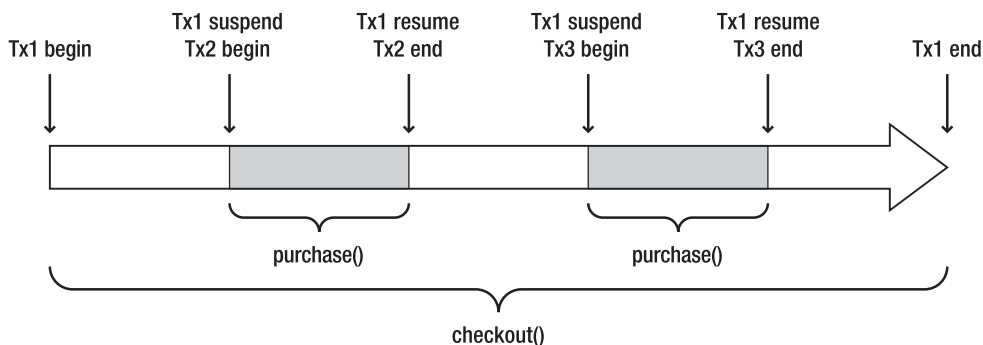 Tx1 begin
Tx1 suspend
Tx2 begin
Tx1 resume
Tx2 end
Tx1 suspend
Tx3 begin
Tx1 resume
Tx3 end
Tx1 end
purchase()
purchase()
checkout()